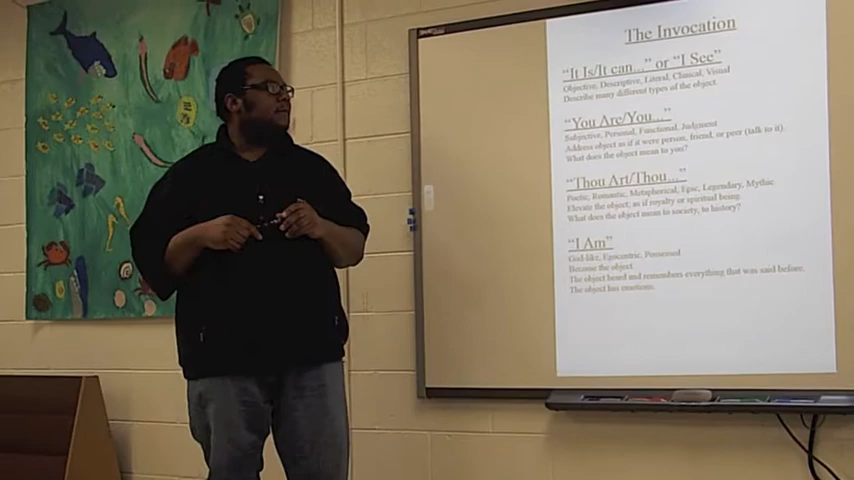 The Invocation
"It Is/It can…" or "I See"
Objective, Descriptive, Literal, Clinical, Visual
Describe many different types of the object.
"You Are/You…"
Subjective, Personal, Functional, Judgment
Address object as if it were person, friend, or peer (talk to it).
What does the object mean to you?
"Thou Art/Thou…"
Poetic, Romantic, Metaphorical, Epic, Legendary, Mythic
Elevate the object; as if royalty or spiritual being.
What does the object mean to society, to history?
"I Am"
God-like, Egocentric, Possessed
Become the object
The object heard and remembers everything that was said before.
The object has emotions.